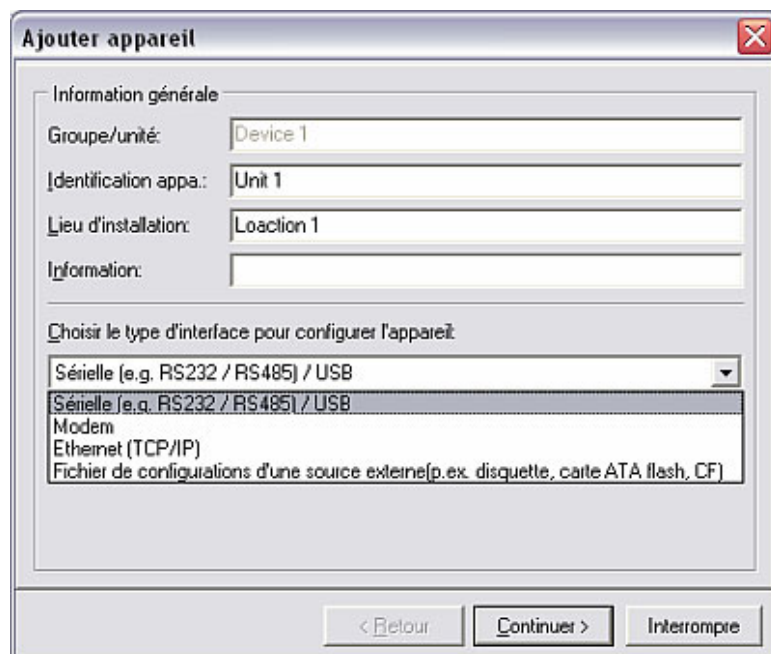 Ajouter appareil
Information générale
Groupe/unité: Device 1
Identification appa.: Unit 1
Lieu d'installation: Loaction 1
Information:
Choisir le type d'interface pour configurer l'appareil:
Sérielle (e.g. RS232 / RS485) / USB
Sérielle (e.g. RS232 / RS485) / USB
Modem
Ethernet (TCP/IP)
Fichier de configurations d'une source externe(p.ex. disquette, carte ATA flash, CF)
< Retour Continuer > Interrompre